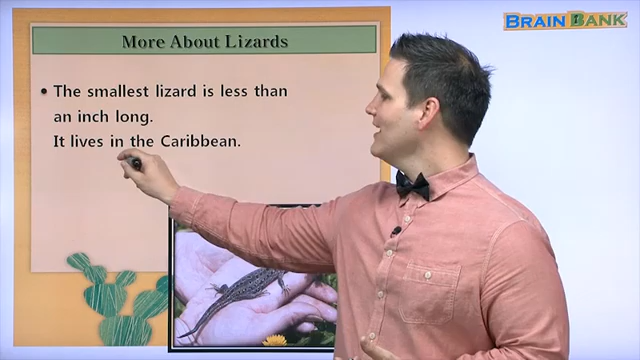 BRAIN BANK
More About Lizards
• The smallest lizard is less than
an inch long.
It lives in the Caribbean.